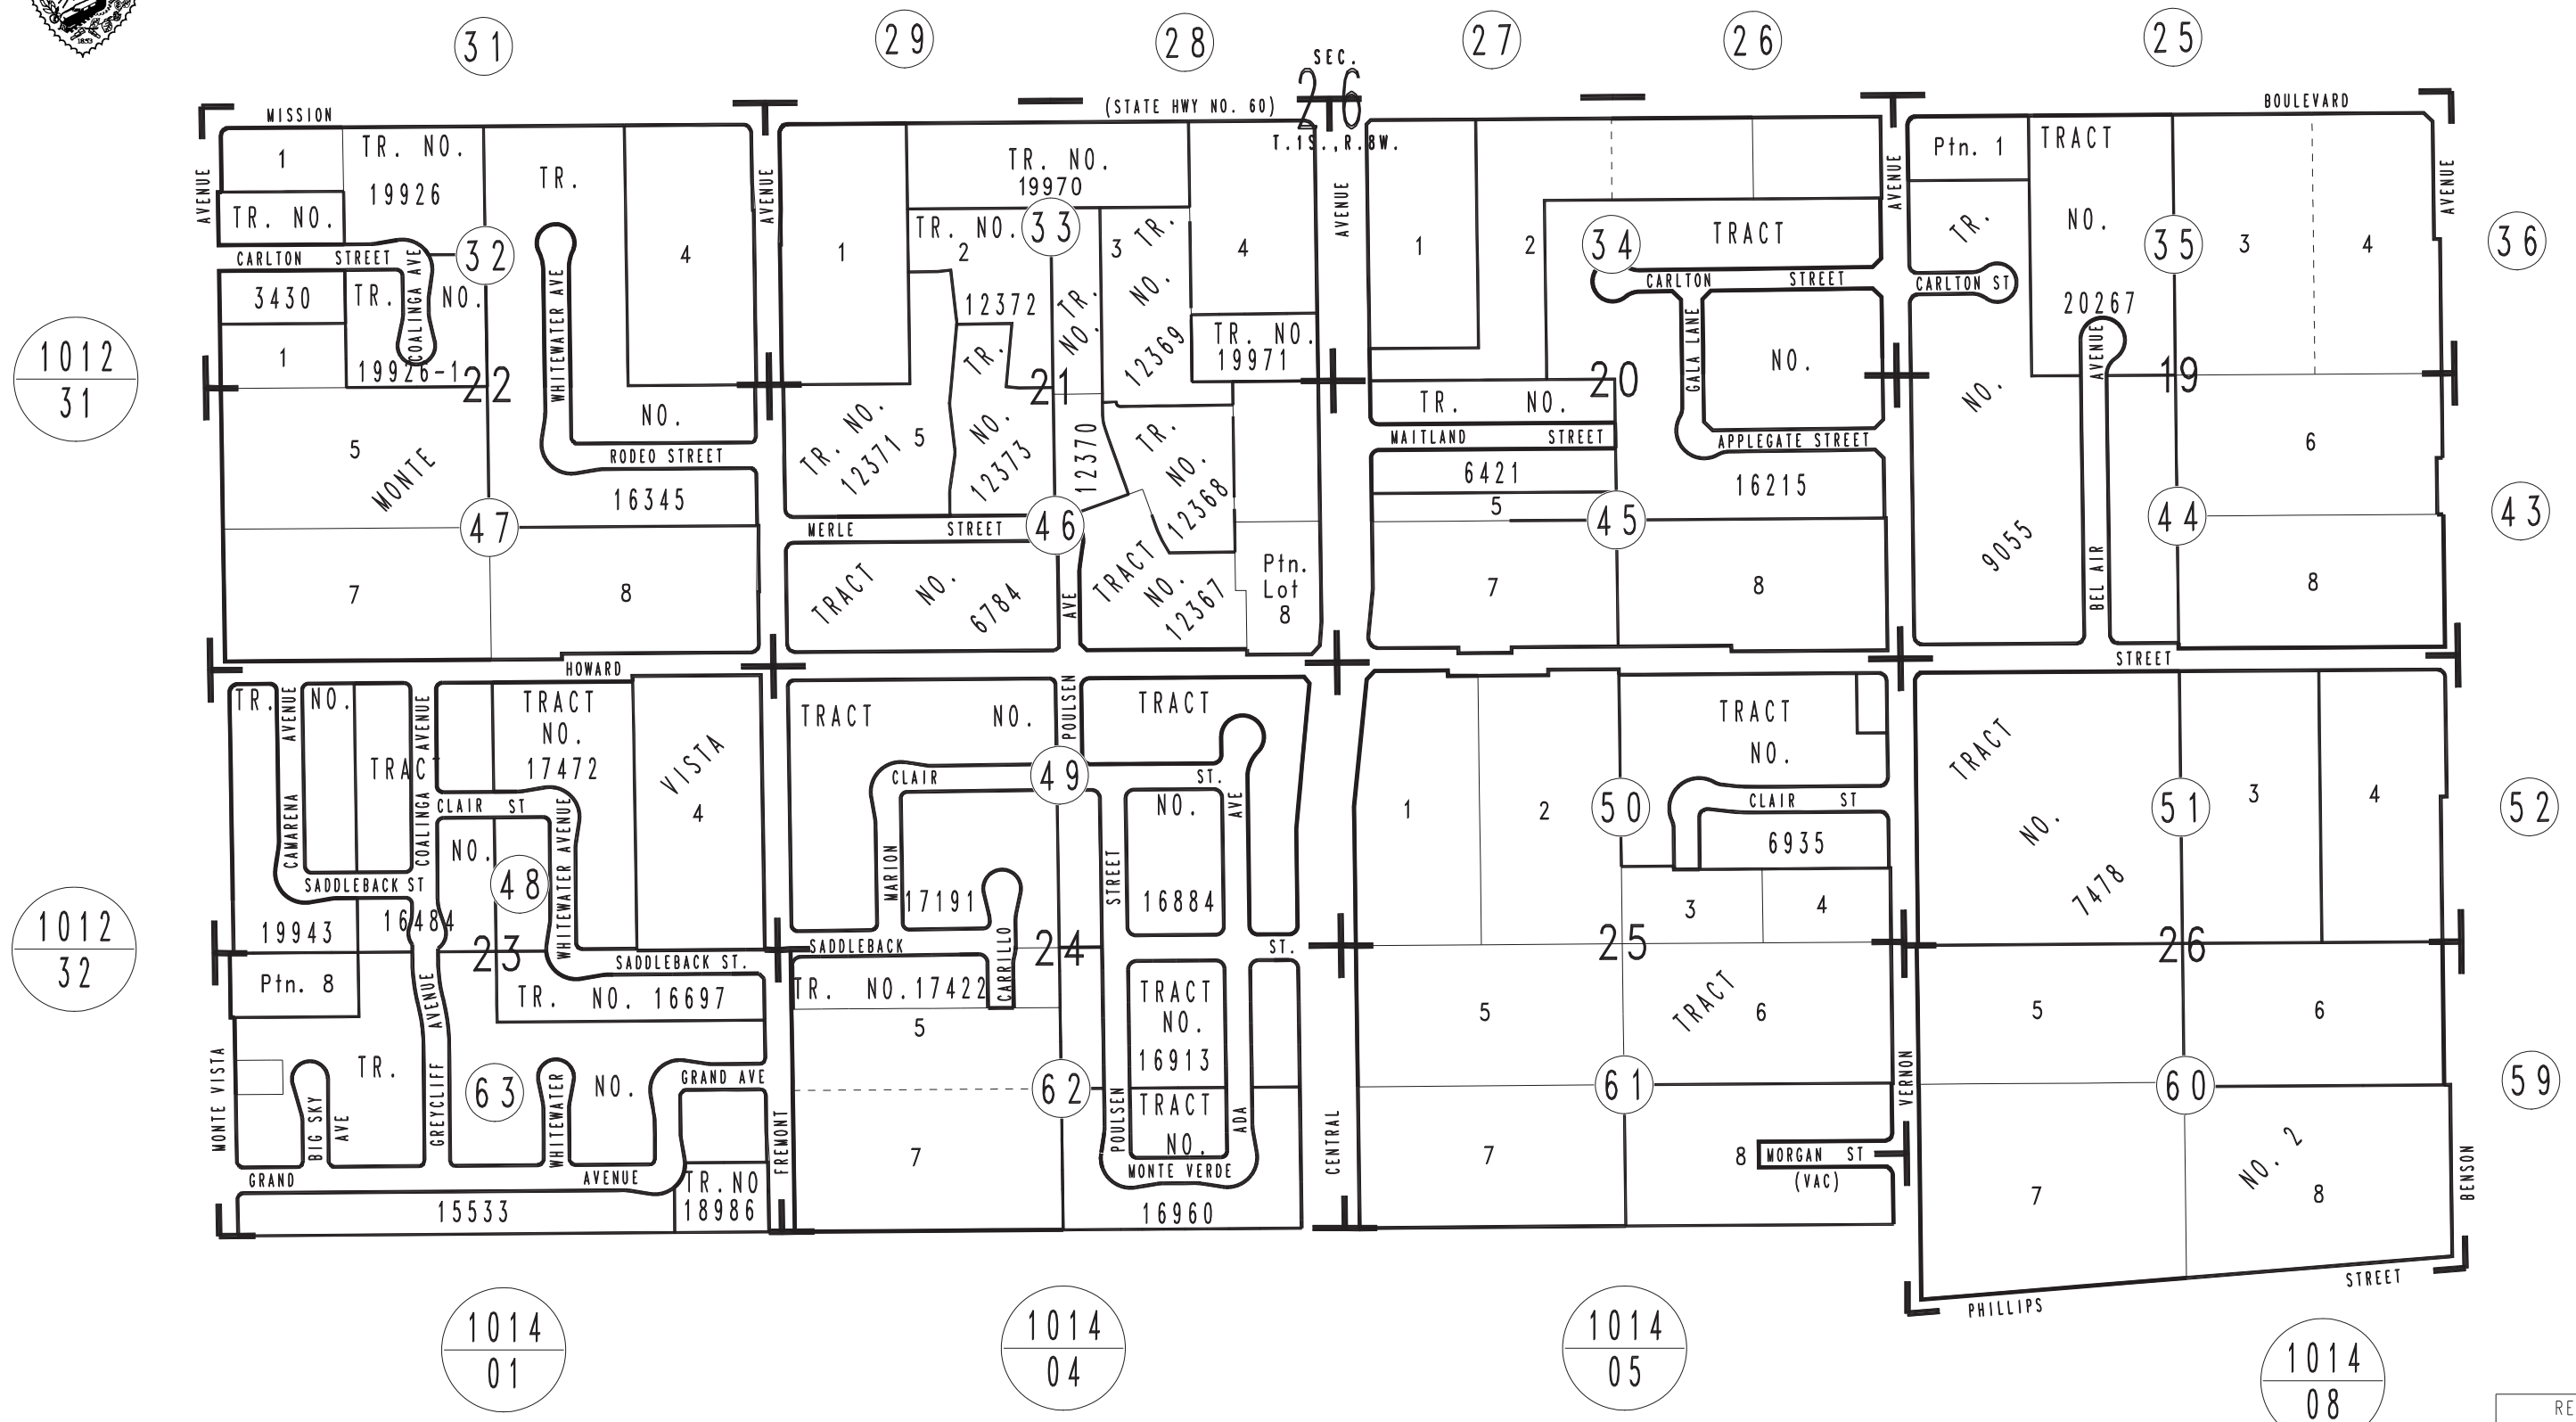 1853
31
29
28
27
26
25
SEC.
26
MISSION
(STATE HWY NO. 60)
BOULEVARD
T.1S.,R.8W.
AVENUE
1
TR. NO.
19926
TR.
4
TR. NO.
CARLTON STREET
COALINGA AVE
32
3430
TR.
NO.
1
19926-1
22
WHITEWATER AVE
NO.
RODEO STREET
16345
5
MONTE
47
7
8
HOWARD
AVENUE
1
TR. NO.
19970
TR. NO.
2
33
3
TR.
NO.
12369
4
12372
TR.
NO.
TR. NO.
19971
TR.
NO.
12373
21
12370
TR. NO.
12371
5
TR.
NO.
12368
MERLE STREET
46
TRACT NO.
6784
AVE
TRACT
NO.
12367
Ptn.
Lot
8
AVENUE
1
2
34
TRACT
CARLTON STREET
GALA LANE
NO.
20
TR. NO.
MAITLAND STREET
APPLEGATE STREET
6421
16215
5
45
7
8
AVENUE
Ptn. 1
TRACT
NO.
20267
TR.
NO.
9055
CARLTON ST
35
3
4
AVENUE
36
AVENUE
BEL AIR
19
6
44
43
8
STREET
1012
31
1012
32
TR. NO.
AVENUE
CAMARENA
TRACT
COALINGA AVENUE
TRACT
NO.
17472
VISTA
4
CLAIR ST
NO.
48
WHITEWATER AVENUE
SADDLEBACK ST
19943
16484
23
SADDLEBACK ST.
Ptn. 8
TR. NO. 16697
MONTE VISTA
TR.
GREYCLIFF AVENUE
BIG SKY
AVE
63
WHITEWATER
NO.
GRAND AVE
GRAND AVENUE
15533
TR. NO
18986
FREMONT
TRACT NO.
POULSEN
TRACT
CLAIR
49
ST.
NO.
AVE
MARION
17191
STREET
16884
SADDLEBACK
24
ST.
CARRILLO
TR. NO. 17422
5
TRACT
NO.
16913
62
TRACT
NO.
POULSEN
ADA
7
MONTE VERDE
16960
CENTRAL
1
2
50
TRACT
NO.
CLAIR ST
6935
3
4
25
5
TRACT
6
61
7
8
MORGAN ST
(VAC)
VERNON
TRACT
NO.
7478
51
3
4
52
26
5
6
60
59
7
NO. 2
8
BENSON
PHILLIPS
STREET
1014
01
1014
04
1014
05
1014
08
RE